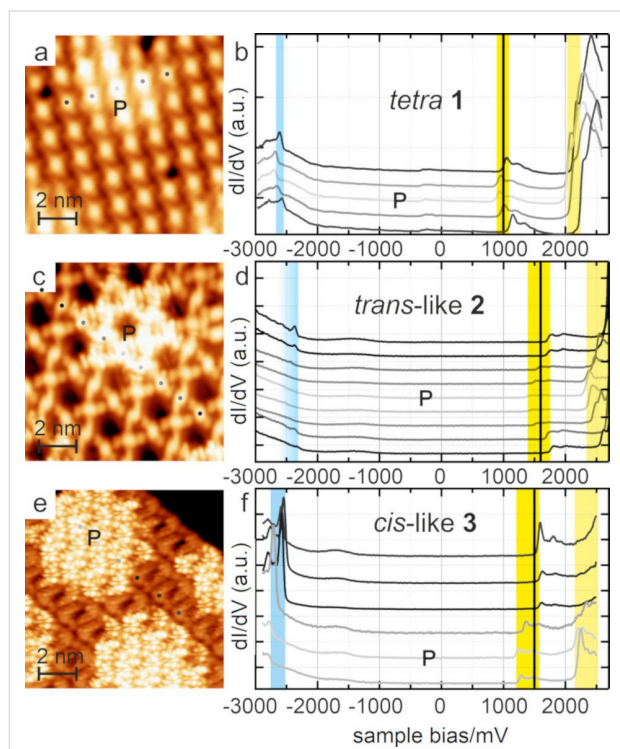 a
P
2 nm
b
tetra 1
P
dI/dV (a.u.)
-3000 -2000 -1000 0 1000 2000
c
P
2 nm
d
trans-like 2
P
dI/dV (a.u.)
-3000 -2000 -1000 0 1000 2000
e
P
2 nm
f
cis-like 3
P
dI/dV (a.u.)
-3000 -2000 -1000 0 1000 2000
sample bias/mV